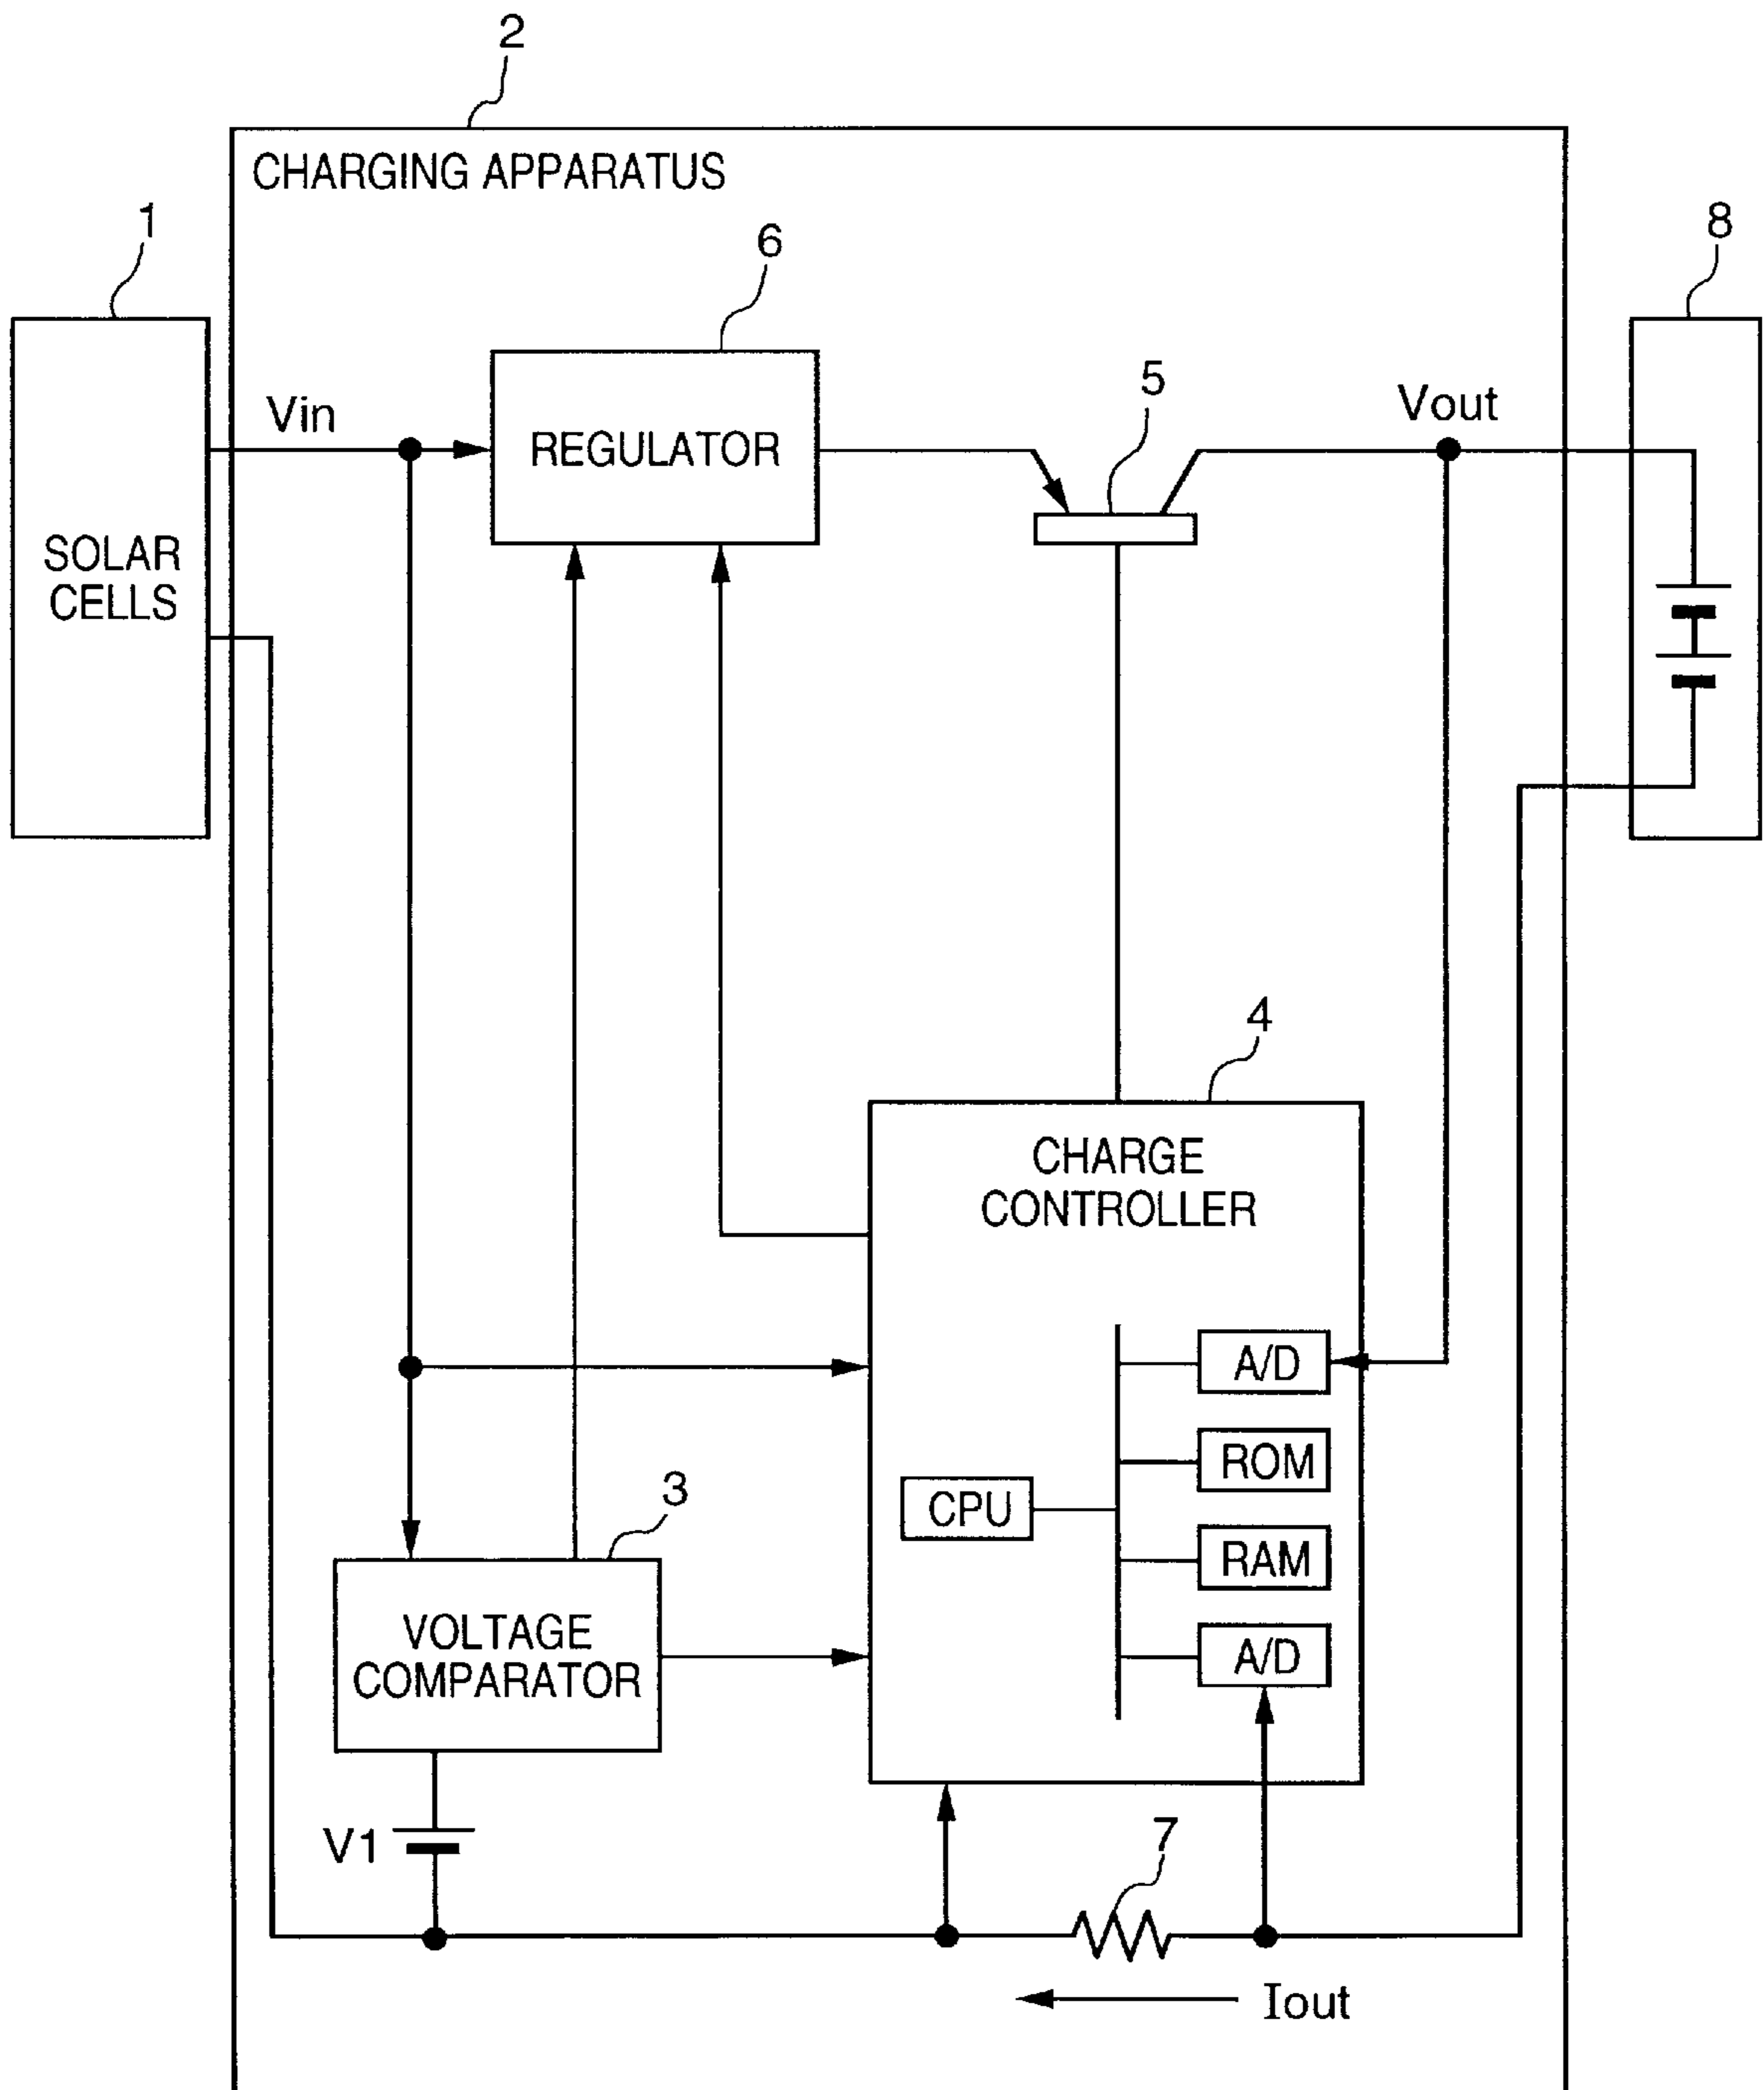 2
CHARGING APPARATUS
1
6
8
5
Vin
Vout
REGULATOR
SOLAR
CELLS
4
CHARGE
CONTROLLER
A/D
ROM
3
CPU
RAM
VOLTAGE
COMPARATOR
A/D
V1
7
Iout